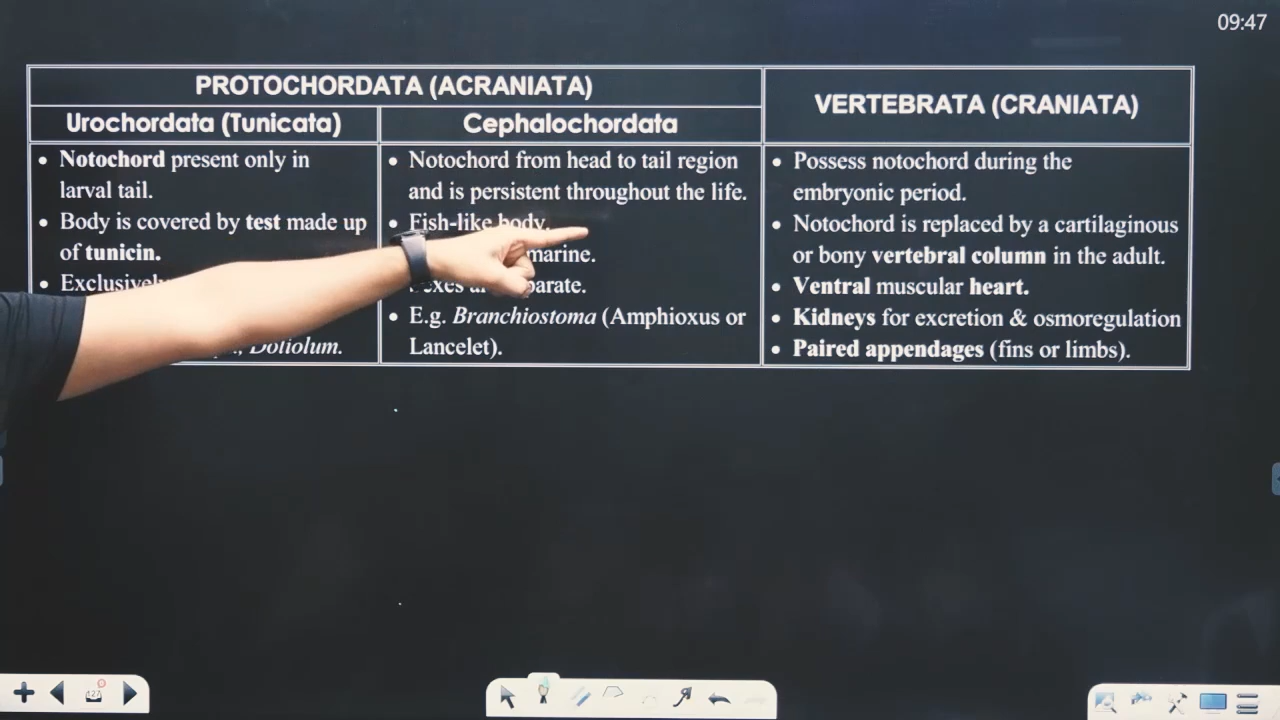 09:47
PROTOCHORDATA (ACRANIATA)
VERTEBRATA (CRANIATA)
Urochordata (Tunicata)
Cephalochordata
• Notochord present only in
larval tail.
• Body is covered by test made up
of tunicin.
• Exclusively
Dotiolum.
• Notochord from head to tail region
and is persistent throughout the life.
• Fish-like body.
marine.
• E.g. Branchiostoma (Amphioxus or
Lancelet).
• Possess notochord during the
embryonic period.
• Notochord is replaced by a cartilaginous
or bony vertebral column in the adult.
• Ventral muscular heart.
• Kidneys for excretion & osmoregulation
• Paired appendages (fins or limbs).